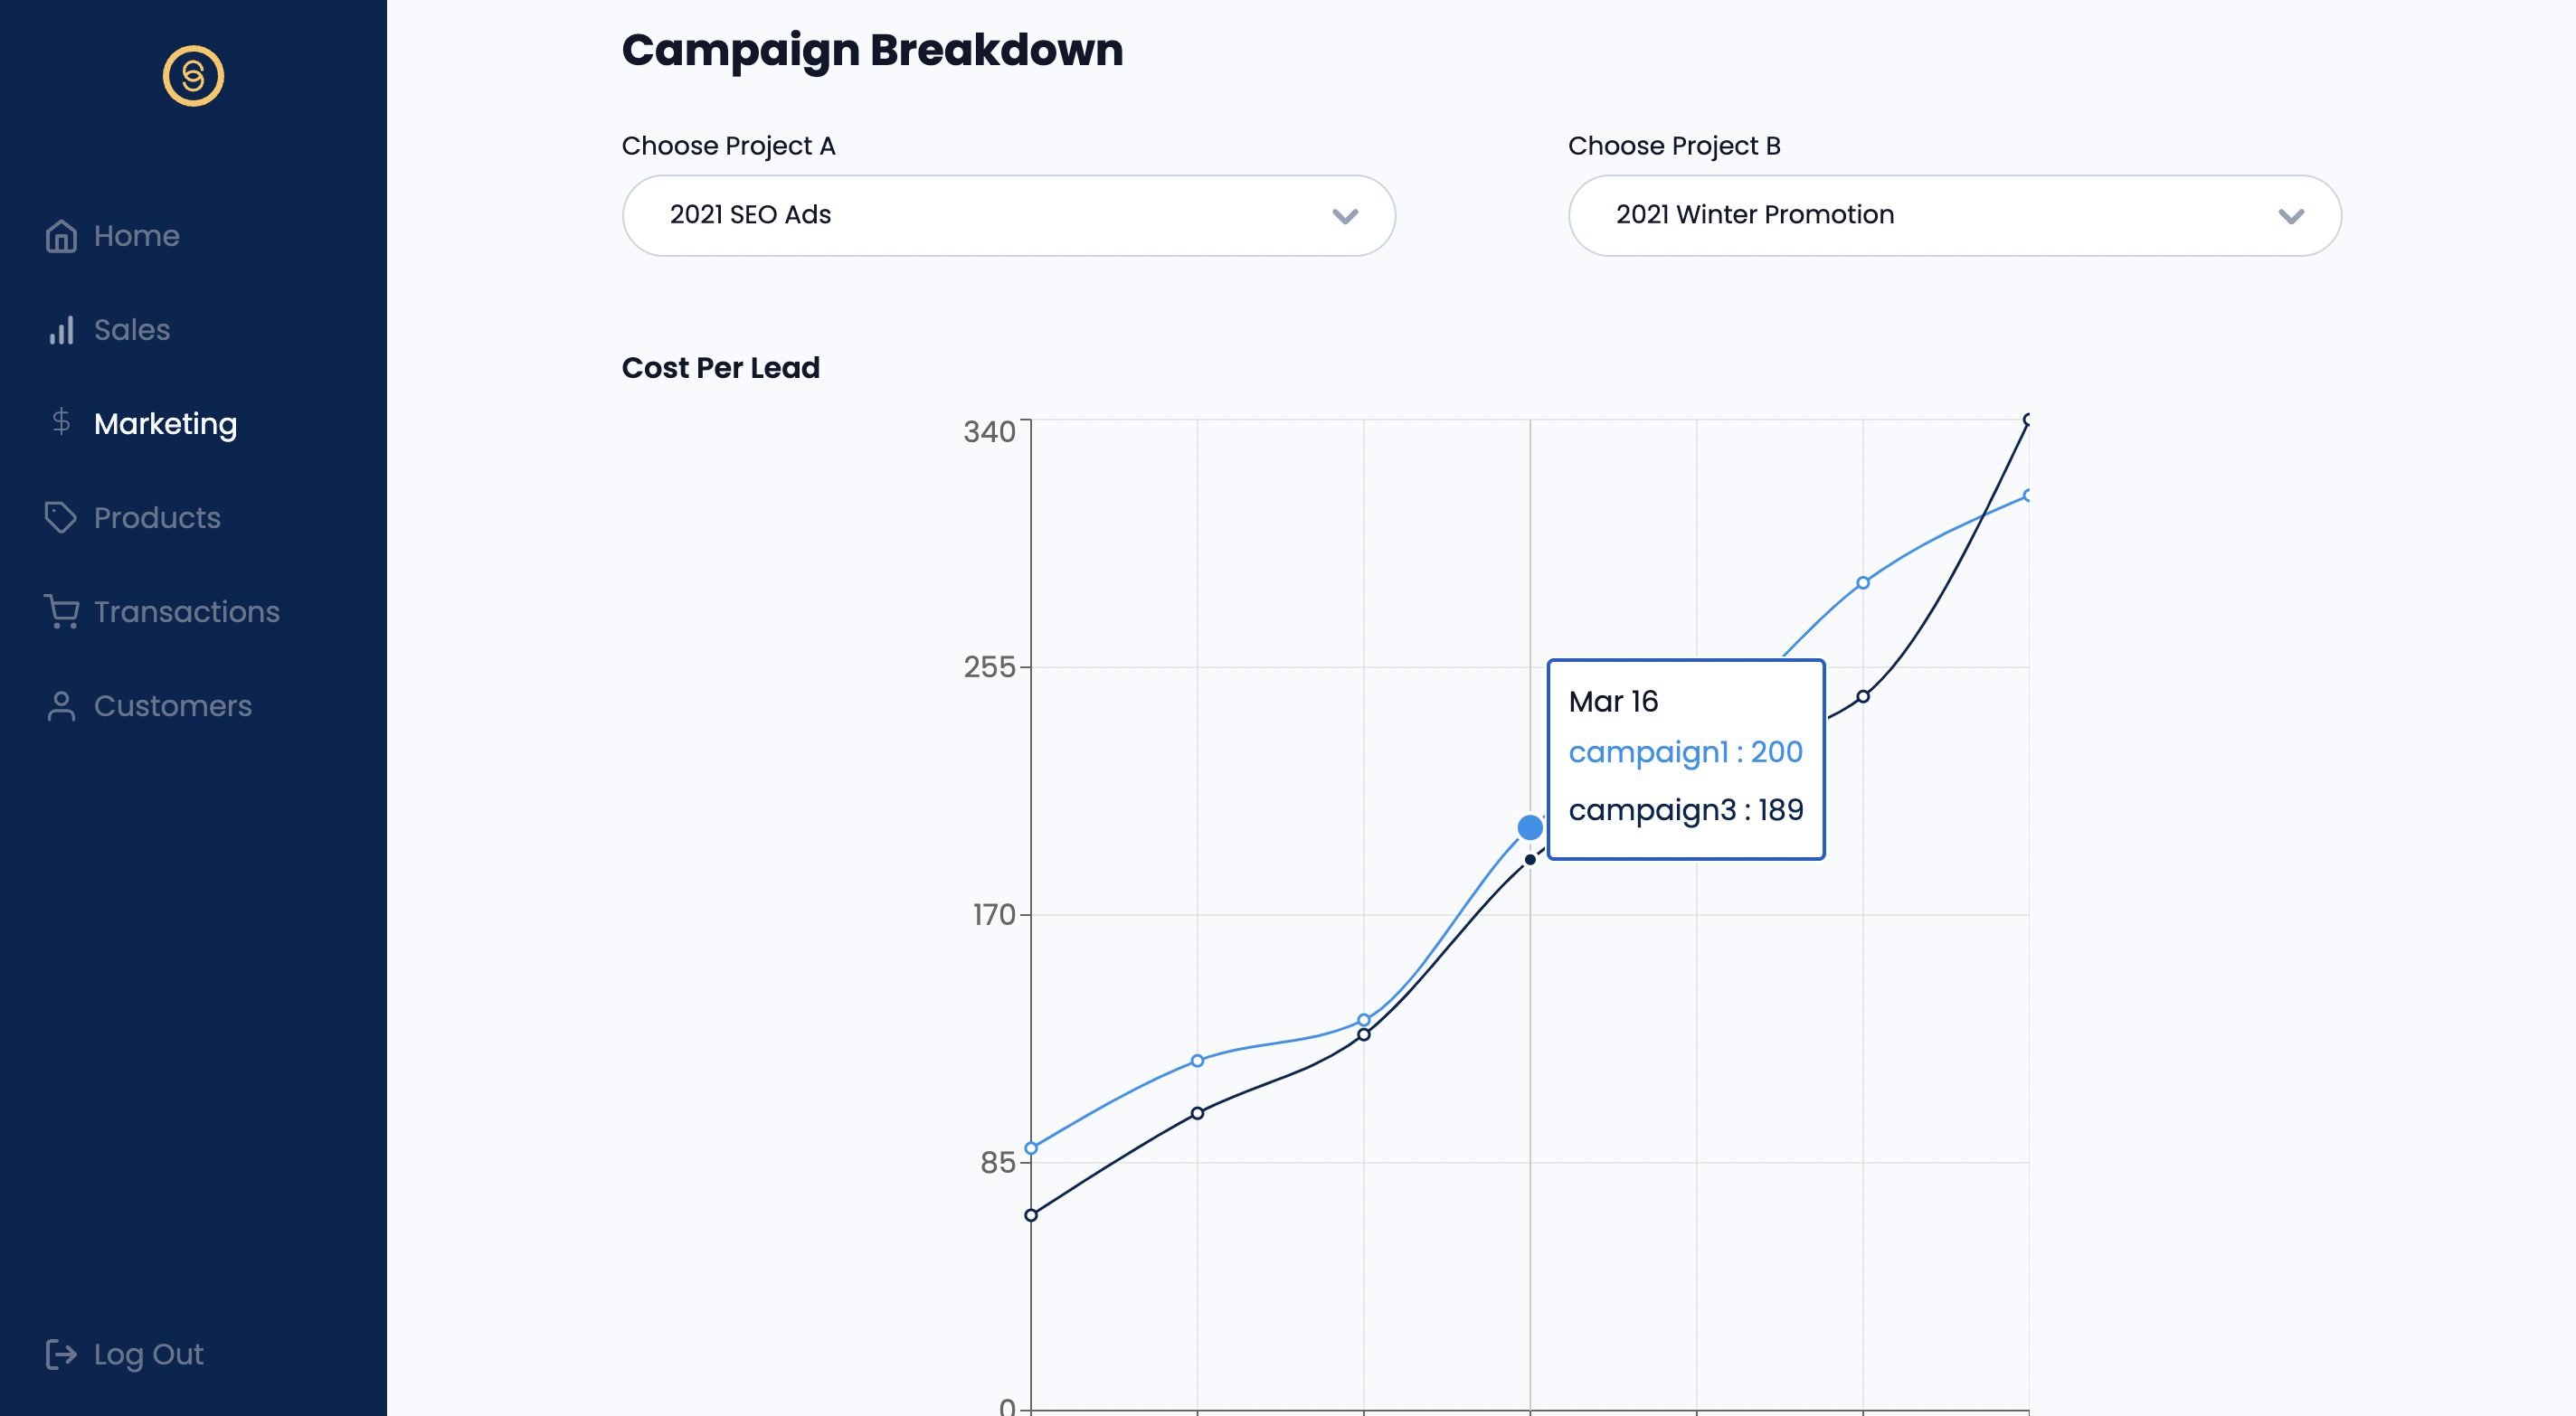 Home
Sales
Marketing
Products
Transactions
Customers
Log Out
Campaign Breakdown
Choose Project A
2021 SEO Ads
Choose Project B
2021 Winter Promotion
Cost Per Lead
340
255
170
85
0
Mar 16
campaign1 : 200
campaign3 : 189